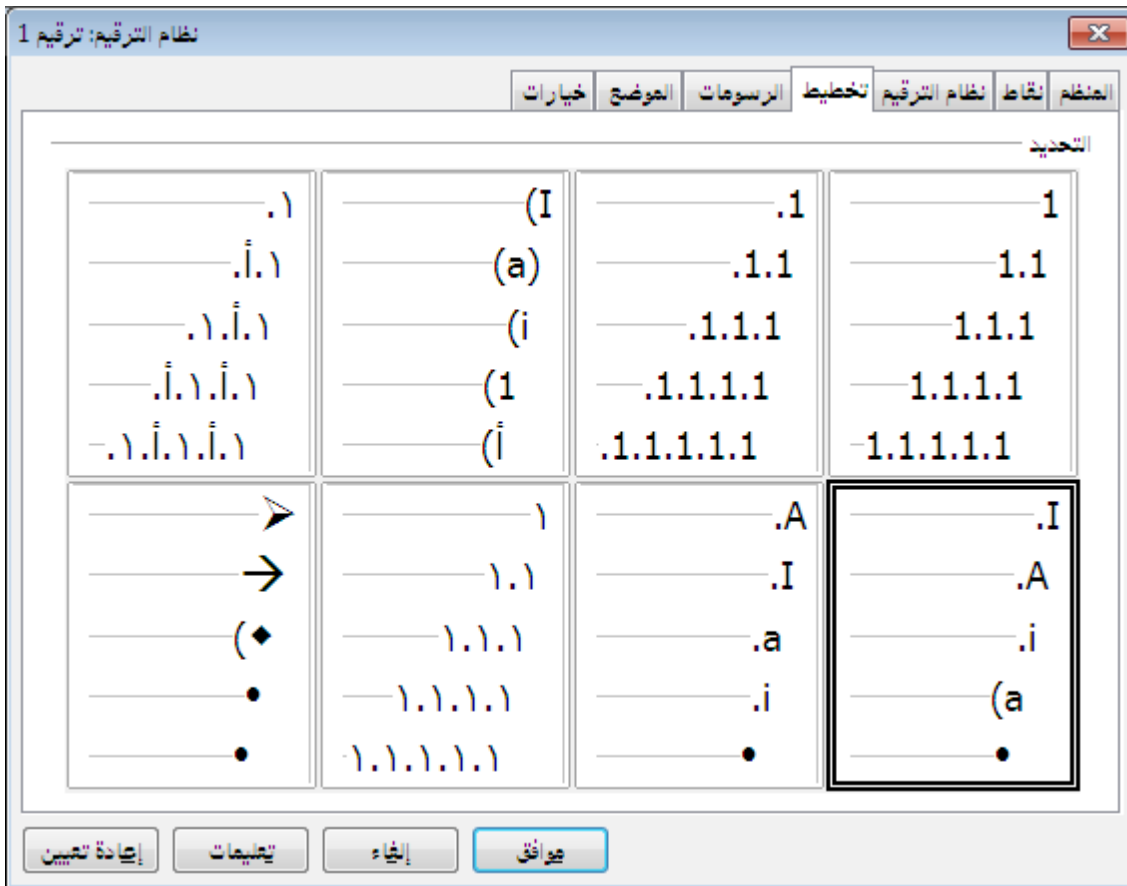 نظام الترقيم: ترقيم 1
المنظم نقاط نظام الترقيم تخطيط الرسومات الموضع خيارات
التحديد
1
1.1
1.1.1
1.1.1.1
1.1.1.1.1
1.
1.1.
1.1.1.
1.1.1.1.
1.1.1.1.1.
I)
(a)
i)
1)
أ)
١.
١.أ.
١.أ.١.
١.أ.١.أ.
١.أ.١.أ.١.
I.
A.
i.
a)
•
A.
I.
a.
i.
•
١
١.١
١.١.١
١.١.١.١
١.١.١.١.١
➢
→
◆)
•
•
موافق إلغاء تعليمات إعادة تعيين